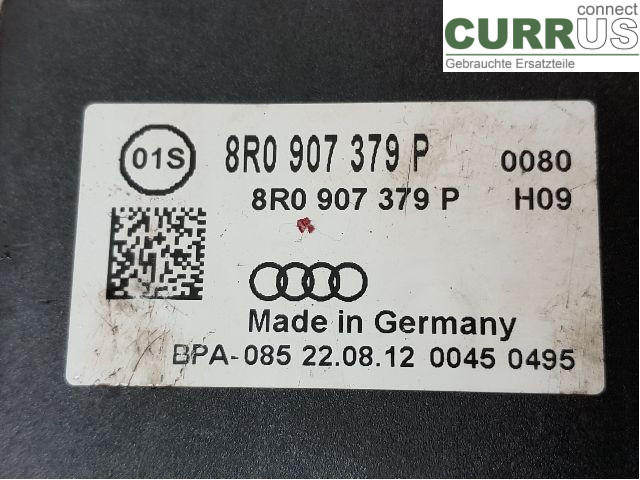 connect
CURRUS
Gebrauchte Ersatzteile
01S 8R0 907 379 P 0080
8R0 907 379 P H09
Made in Germany
BPA-085 22.08.12 0045 0495